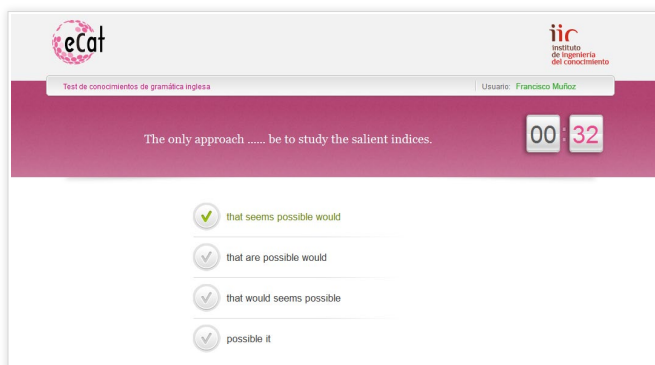 eCat
iic
instituto
de ingeniería
del conocimiento
Test de conocimientos de gramática inglesa
Usuario: Francisco Muñoz
The only approach ...... be to study the salient indices.
00:32
that seems possible would
that are possible would
that would seems possible
possible it